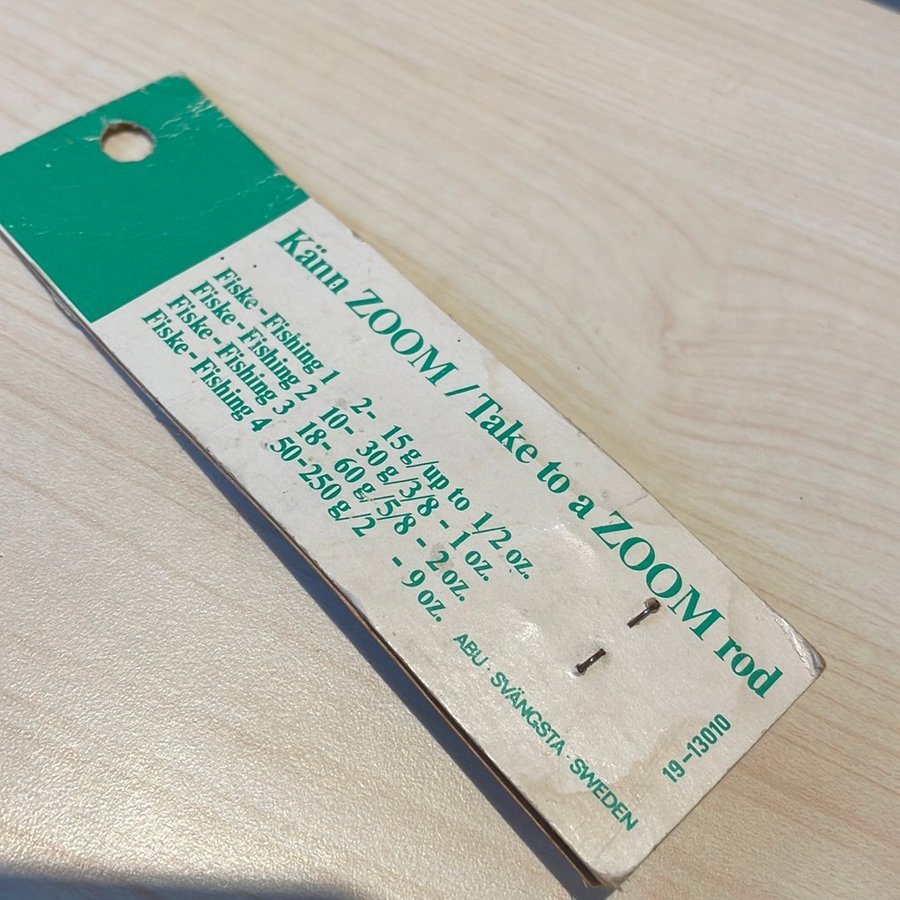 Känn ZOOM / Take to a ZOOM rod
Fiske-Fishing 1 2- 15 g/up to 1/2 oz.
Fiske-Fishing 2 10- 30 g/3/8 - 1 oz.
Fiske-Fishing 3 18- 60 g/5/8 - 2 oz.
Fiske-Fishing 4 50-250 g/2 - 9 oz.
ABU · SVÄNGSTA · SWEDEN
19-13010